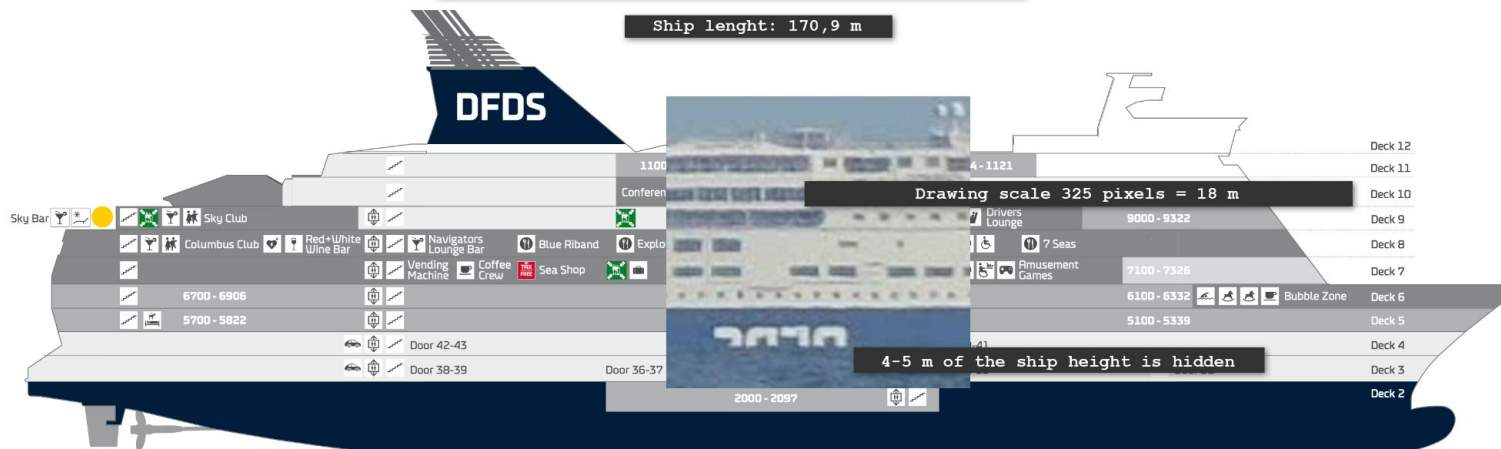 Ship lenght: 170,9 m
DFDS
Deck 12
1100
4 - 1121
Deck 11
Conferen
Drawing scale 325 pixels = 18 m
Deck 10
Sky Bar
Sky Club
Drivers
Lounge
9000 - 9322
Deck 9
Columbus Club
Red+White
Wine Bar
Navigators
Lounge Bar
Blue Riband
Explo
7 Seas
Deck 8
Vending
Machine
Coffee
Crew
TAX
FREE
Sea Shop
Amusement
Games
7100 - 7326
Deck 7
6700 - 6906
6100 - 6332
Bubble Zone
Deck 6
5700 - 5822
5100 - 5339
Deck 5
Door 42-43
-41
Deck 4
4-5 m of the ship height is hidden
Door 38-39
Door 36-37
Deck 3
2000 - 2097
Deck 2